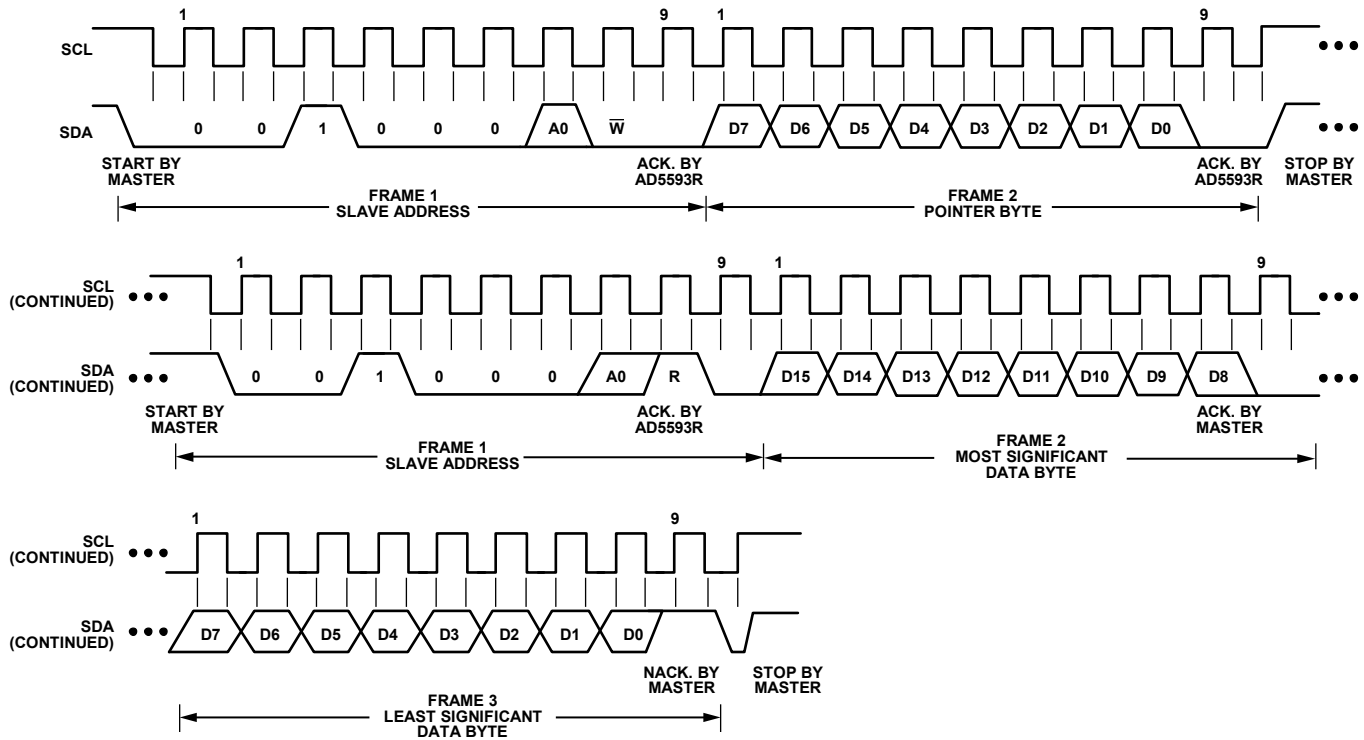 1 9 1 9
SCL
SDA 0 0 1 0 0 0 A0 W̅ D7 D6 D5 D4 D3 D2 D1 D0
START BY MASTER
ACK. BY AD5593R
ACK. BY AD5593R
STOP BY MASTER
FRAME 1
SLAVE ADDRESS
FRAME 2
POINTER BYTE
1 9 1 9
SCL
(CONTINUED)
SDA
(CONTINUED)
0 0 1 0 0 0 A0 R D15 D14 D13 D12 D11 D10 D9 D8
START BY MASTER
ACK. BY AD5593R
ACK. BY MASTER
FRAME 1
SLAVE ADDRESS
FRAME 2
MOST SIGNIFICANT
DATA BYTE
1 9
SCL
(CONTINUED)
SDA
(CONTINUED)
D7 D6 D5 D4 D3 D2 D1 D0
NACK. BY MASTER
STOP BY MASTER
FRAME 3
LEAST SIGNIFICANT
DATA BYTE